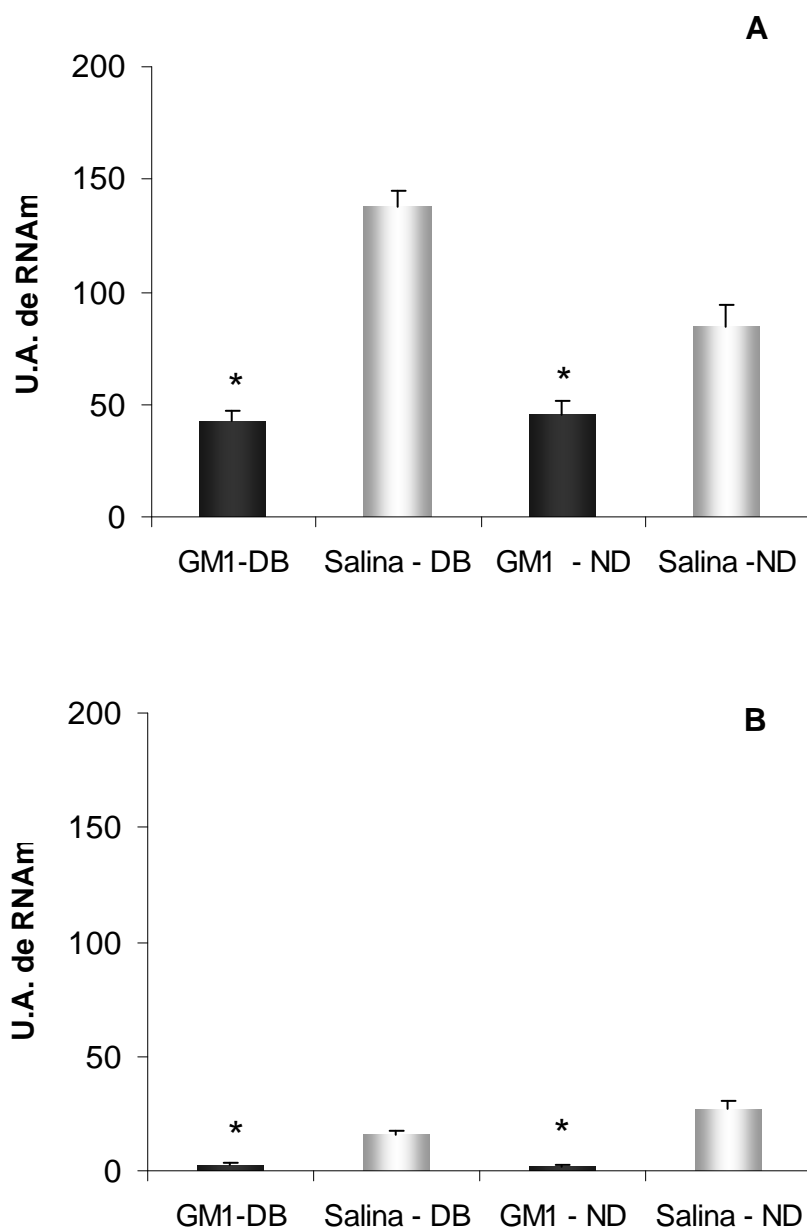 A
200
150
100
50
0
U.A. de RNAm
*
*
GM1-DB Salina - DB GM1 - ND Salina -ND
B
200
150
100
50
0
U.A. de RNAm
*
*
GM1-DB Salina - DB GM1 - ND Salina - ND